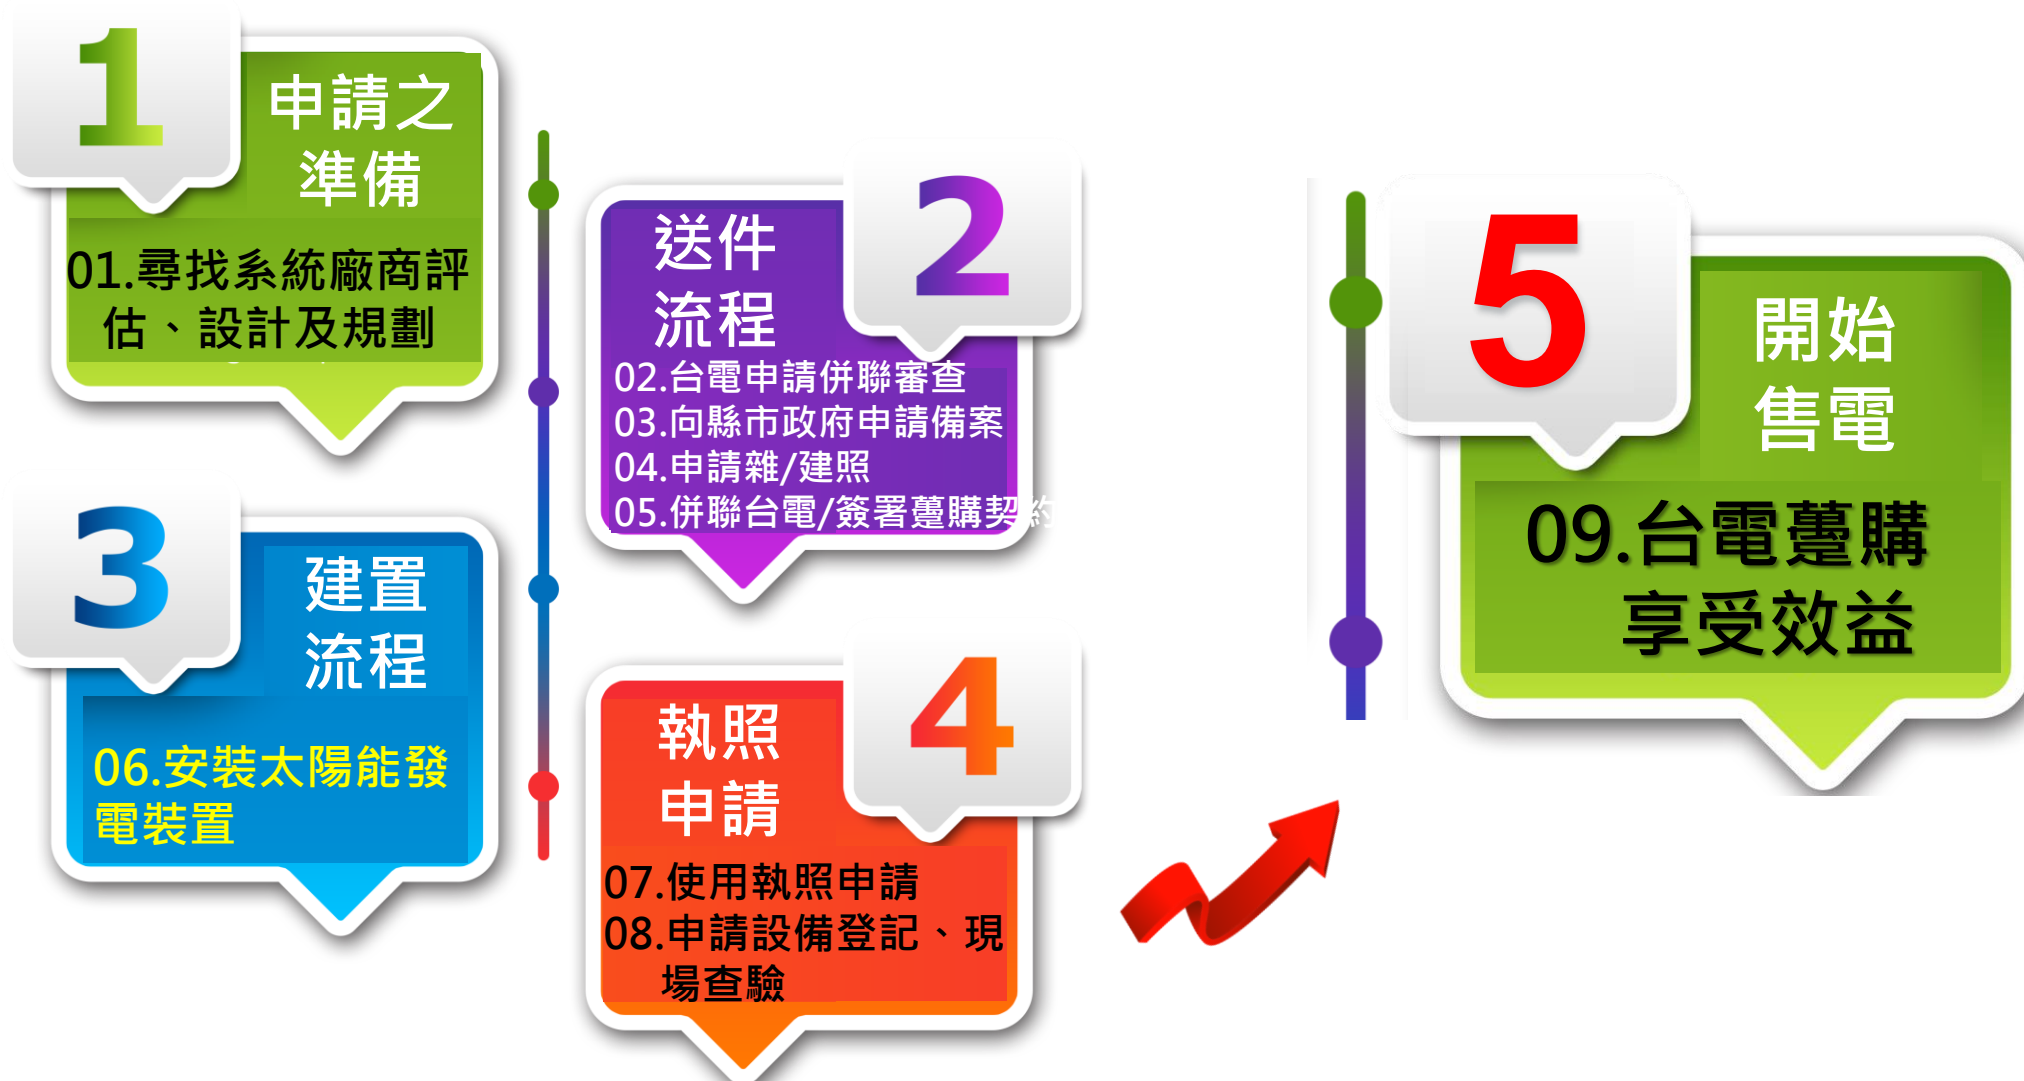 1
申請之
準備
01.尋找系統廠商評
估、設計及規劃
2
送件
流程
02.台電申請併聯審查
03.向縣市政府申請備案
04.申請雜/建照
05.併聯台電/簽署躉購契約
3
建置
流程
06.安裝太陽能發
電裝置
4
執照
申請
07.使用執照申請
08.申請設備登記、現
場查驗
5
開始
售電
09.台電躉購
享受效益